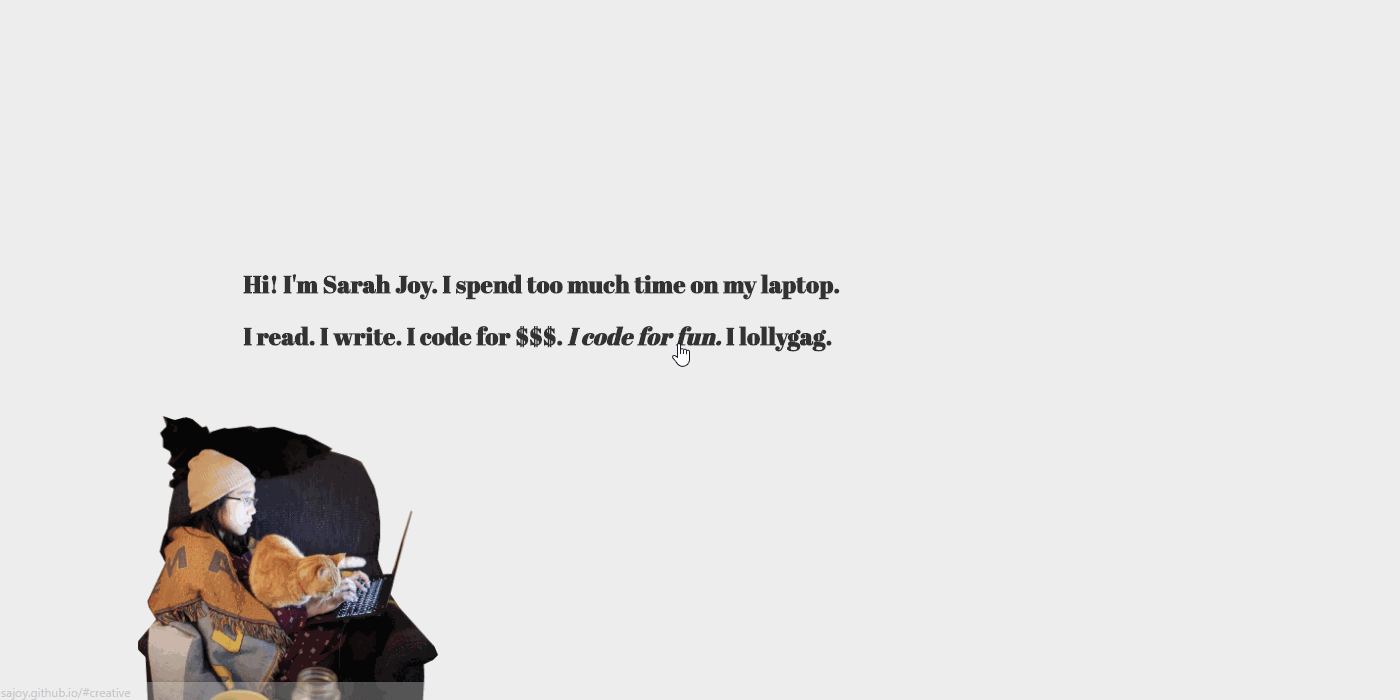 Hi! I'm Sarah Joy. I spend too much time on my laptop.
I read. I write. I code for $$$. I code for fun. I lollygag.
M A
sajoy.github.io/#creative